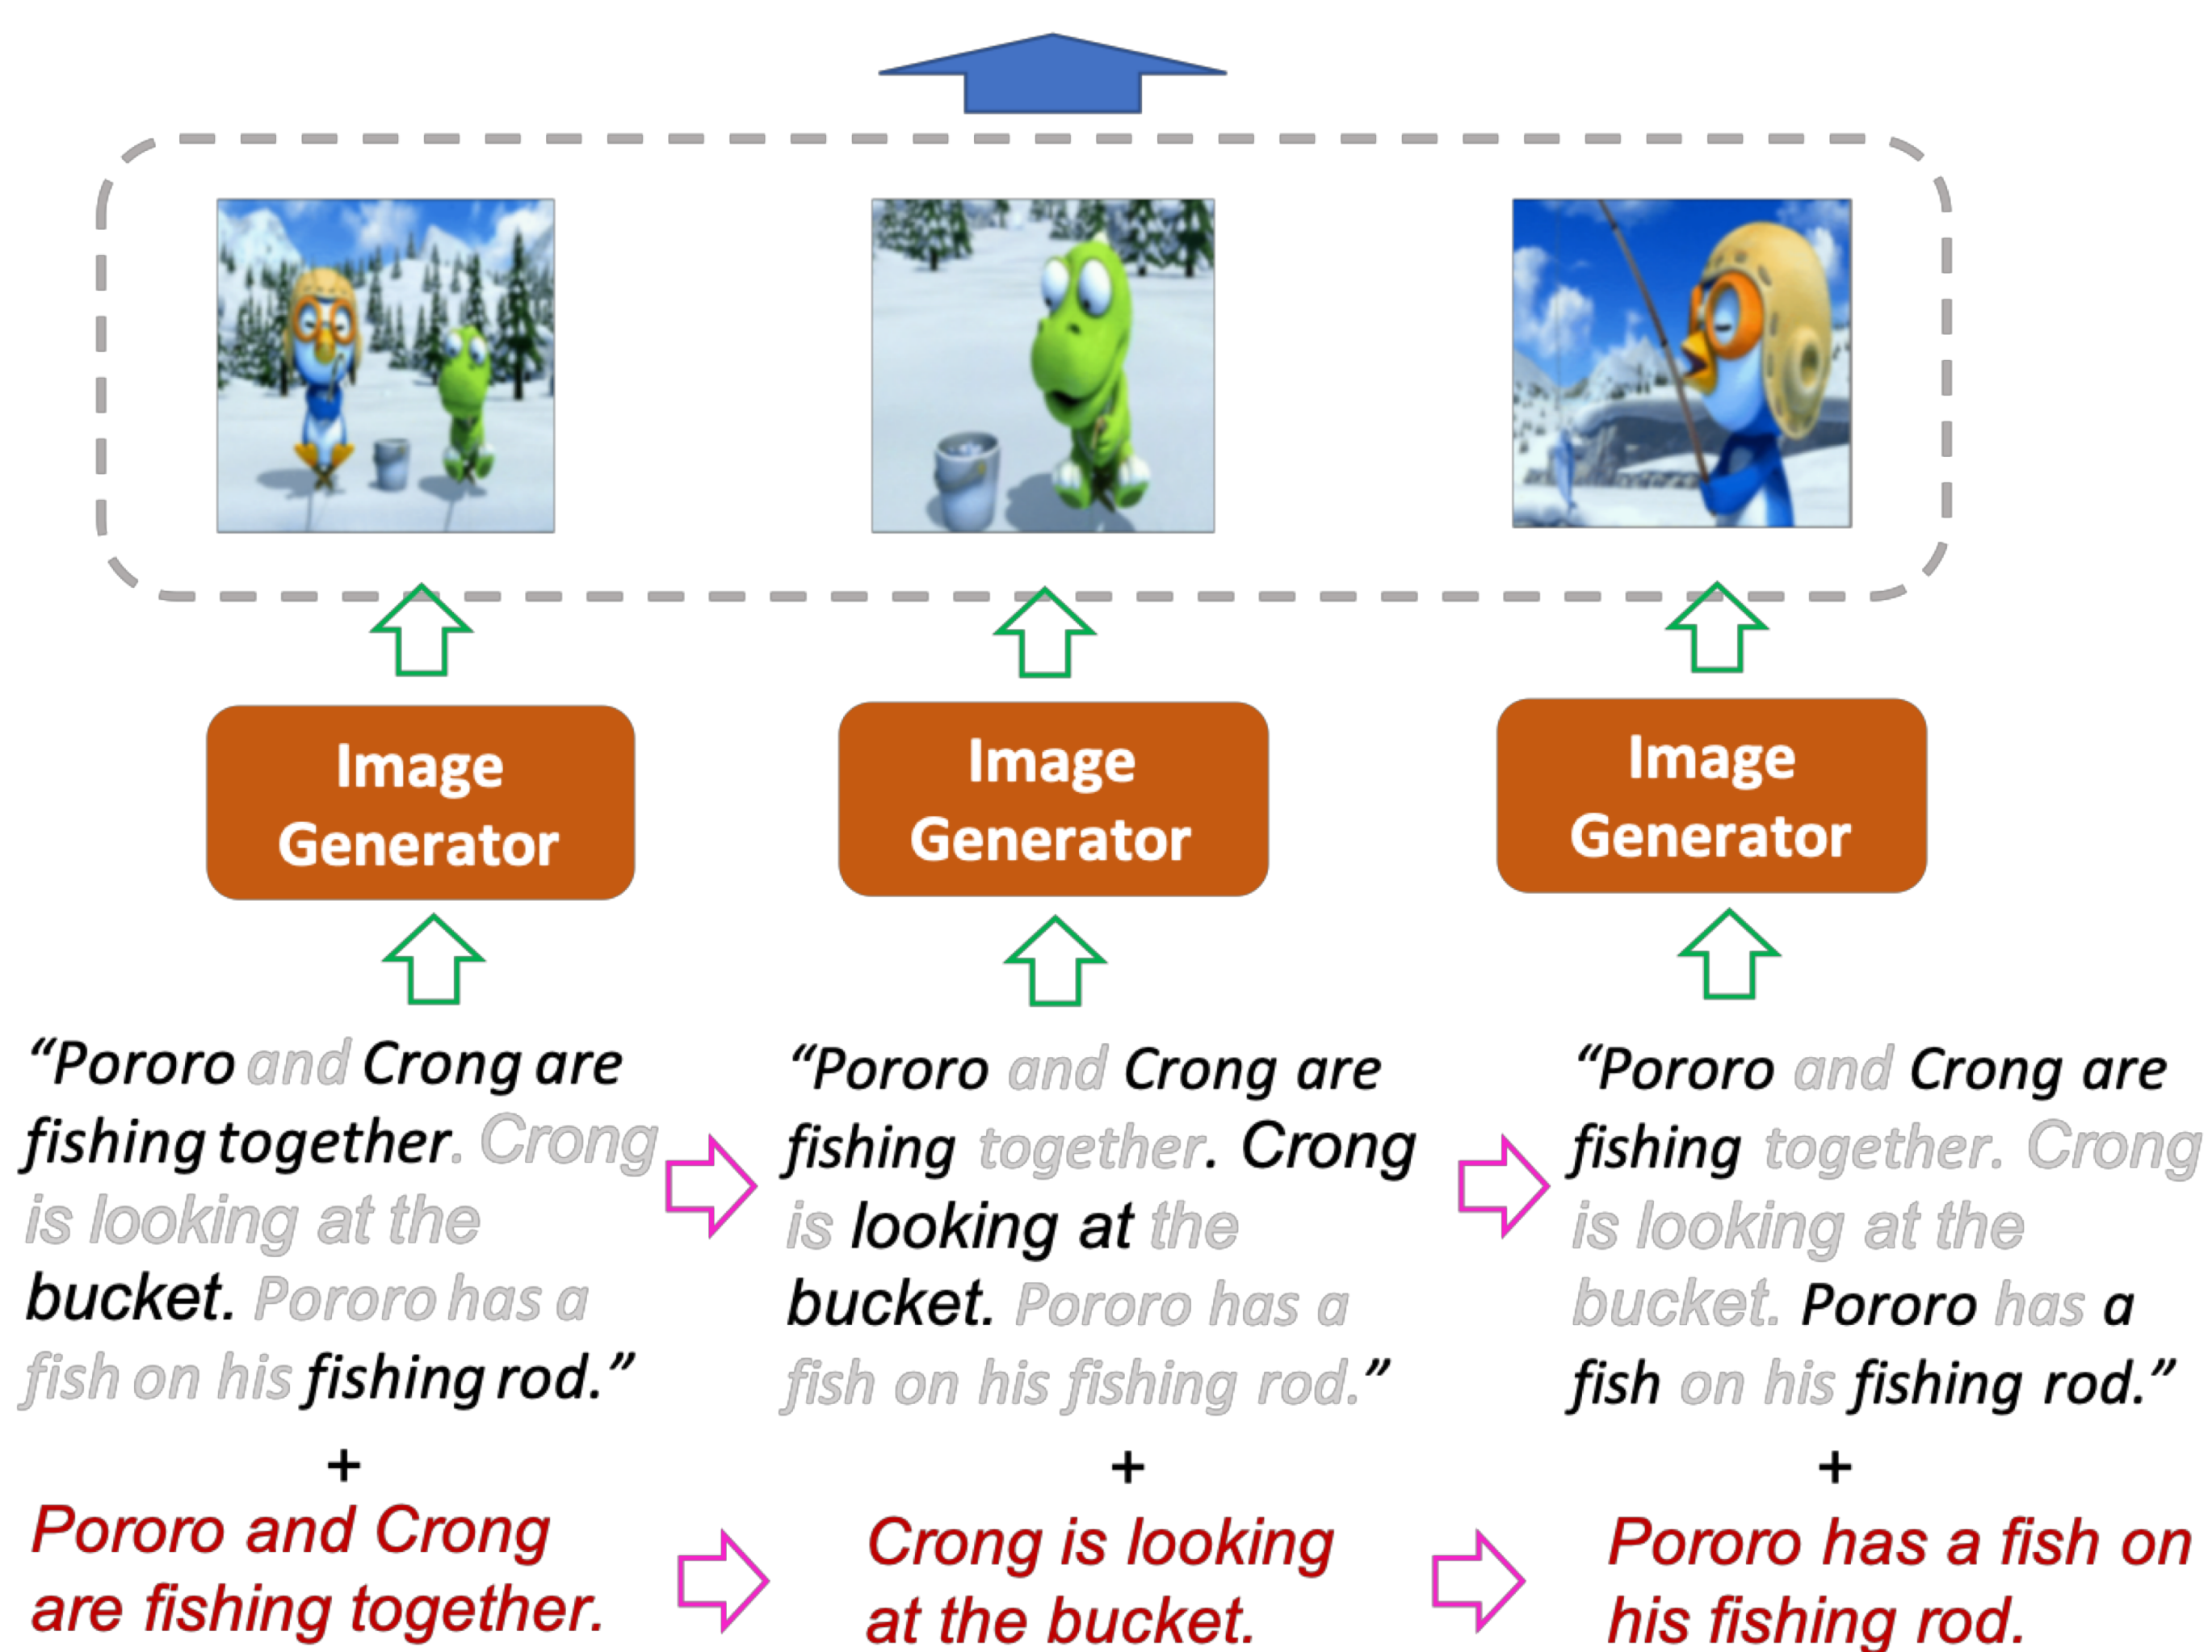 Image
Generator
Image
Generator
Image
Generator
“Pororo and Crong are
fishing together. Crong
is looking at the
bucket. Pororo has a
fish on his fishing rod.”
+
Pororo and Crong
are fishing together.
“Pororo and Crong are
fishing together. Crong
is looking at the
bucket. Pororo has a
fish on his fishing rod.”
+
Crong is looking
at the bucket.
“Pororo and Crong are
fishing together. Crong
is looking at the
bucket. Pororo has a
fish on his fishing rod.”
+
Pororo has a fish on
his fishing rod.